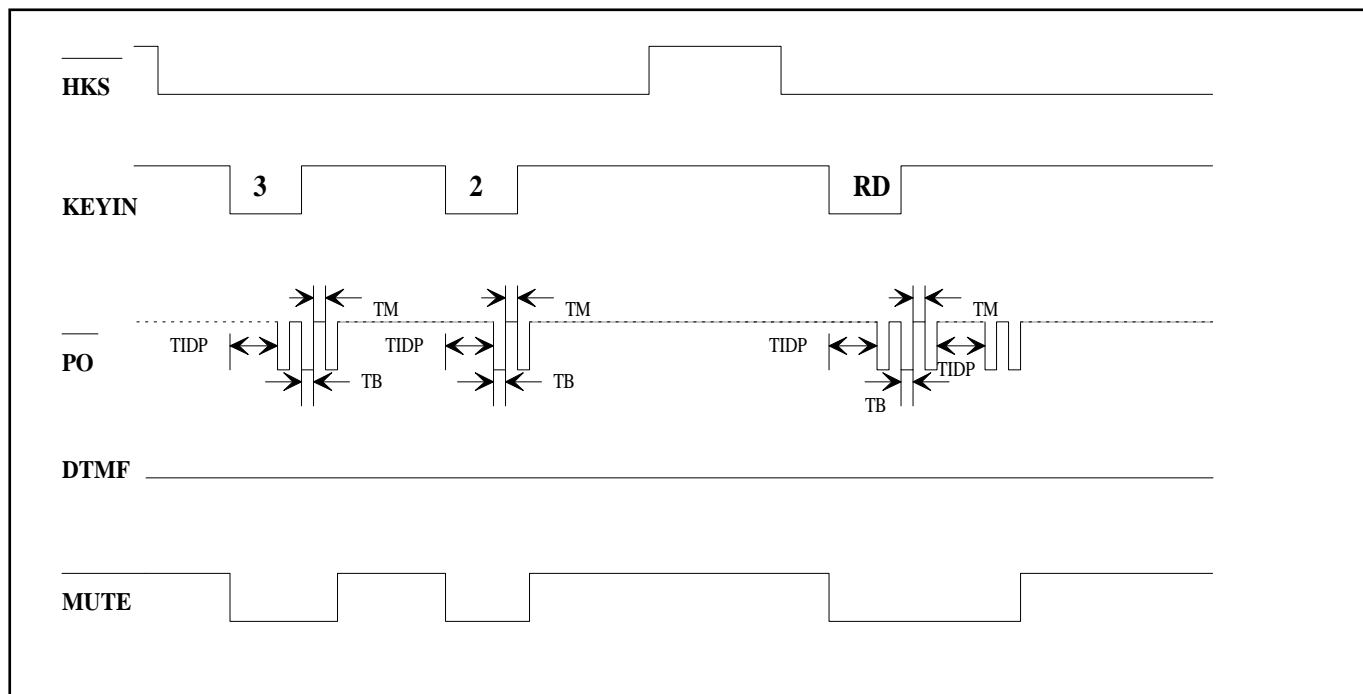 HKS
KEYIN 3 2 RD
TM TM TM
PO TIDP TIDP TIDP TIDP
TB TB TB
DTMF
MUTE